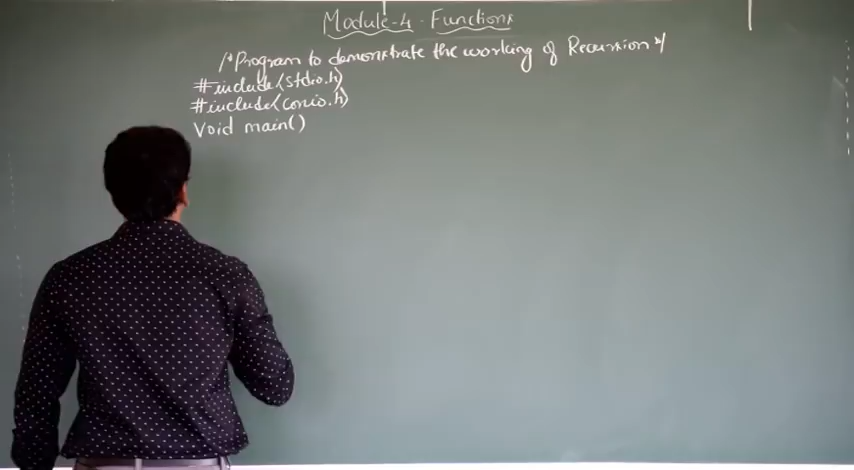 Module-4. Functions
/*Program to demonstrate the working of Recursion*/
#include<stdio.h>
#include<conio.h>
Void main()